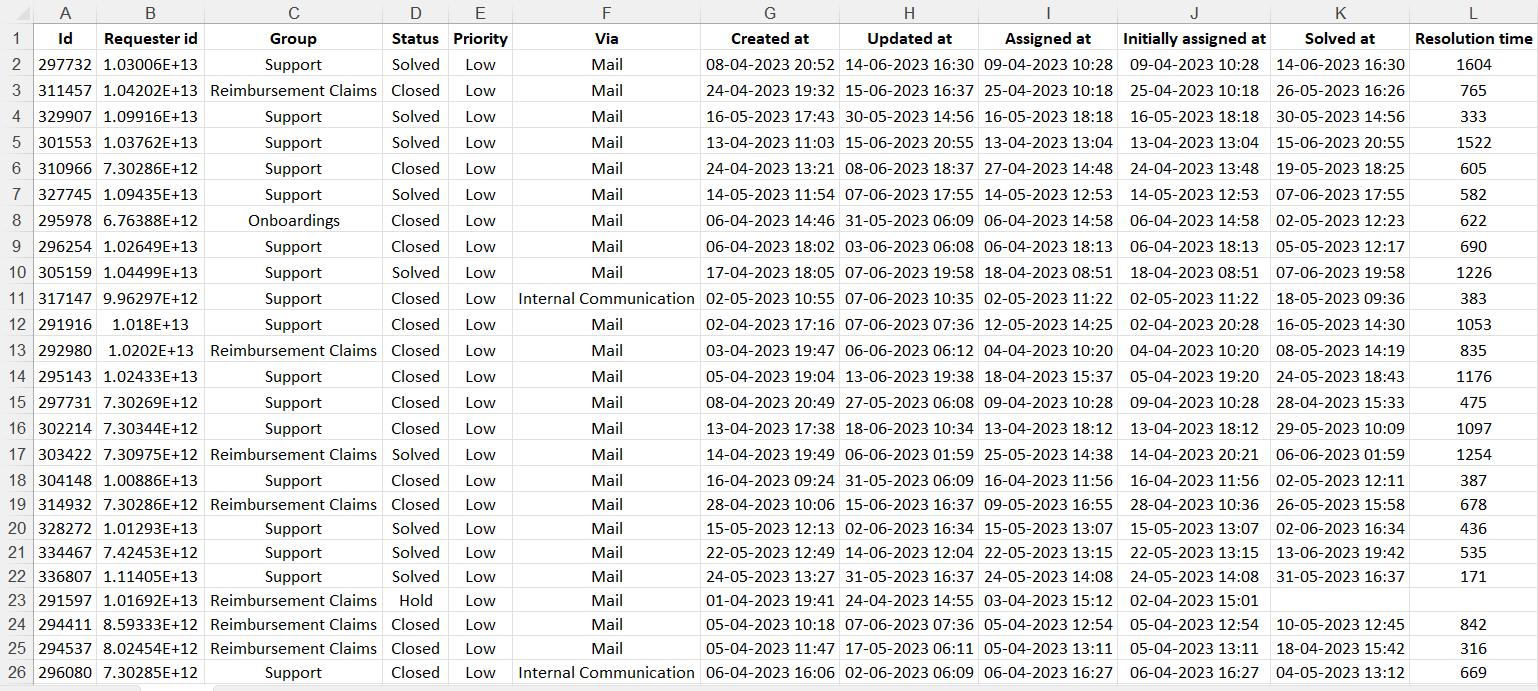 A B C D E F G H I J K L
1 Id Requester id Group Status Priority Via Created at Updated at Assigned at Initially assigned at Solved at Resolution time
2 297732 1.03006E+13 Support Solved Low Mail 08-04-2023 20:52 14-06-2023 16:30 09-04-2023 10:28 09-04-2023 10:28 14-06-2023 16:30 1604
3 311457 1.04202E+13 Reimbursement Claims Closed Low Mail 24-04-2023 19:32 15-06-2023 16:37 25-04-2023 10:18 25-04-2023 10:18 26-05-2023 16:26 765
4 329907 1.09916E+13 Support Solved Low Mail 16-05-2023 17:43 30-05-2023 14:56 16-05-2023 18:18 16-05-2023 18:18 30-05-2023 14:56 333
5 301553 1.03762E+13 Support Solved Low Mail 13-04-2023 11:03 15-06-2023 20:55 13-04-2023 13:04 13-04-2023 13:04 15-06-2023 20:55 1522
6 310966 7.30286E+12 Support Closed Low Mail 24-04-2023 13:21 08-06-2023 18:37 27-04-2023 14:48 24-04-2023 13:48 19-05-2023 18:25 605
7 327745 1.09435E+13 Support Solved Low Mail 14-05-2023 11:54 07-06-2023 17:55 14-05-2023 12:53 14-05-2023 12:53 07-06-2023 17:55 582
8 295978 6.76388E+12 Onboardings Closed Low Mail 06-04-2023 14:46 31-05-2023 06:09 06-04-2023 14:58 06-04-2023 14:58 02-05-2023 12:23 622
9 296254 1.02649E+13 Support Closed Low Mail 06-04-2023 18:02 03-06-2023 06:08 06-04-2023 18:13 06-04-2023 18:13 05-05-2023 12:17 690
10 305159 1.04499E+13 Support Solved Low Mail 17-04-2023 18:05 07-06-2023 19:58 18-04-2023 08:51 18-04-2023 08:51 07-06-2023 19:58 1226
11 317147 9.96297E+12 Support Closed Low Internal Communication 02-05-2023 10:55 07-06-2023 10:35 02-05-2023 11:22 02-05-2023 11:22 18-05-2023 09:36 383
12 291916 1.018E+13 Support Closed Low Mail 02-04-2023 17:16 07-06-2023 07:36 12-05-2023 14:25 02-04-2023 20:28 16-05-2023 14:30 1053
13 292980 1.0202E+13 Reimbursement Claims Closed Low Mail 03-04-2023 19:47 06-06-2023 06:12 04-04-2023 10:20 04-04-2023 10:20 08-05-2023 14:19 835
14 295143 1.02433E+13 Support Closed Low Mail 05-04-2023 19:04 13-06-2023 19:38 18-04-2023 15:37 05-04-2023 19:20 24-05-2023 18:43 1176
15 297731 7.30269E+12 Support Closed Low Mail 08-04-2023 20:49 27-05-2023 06:08 09-04-2023 10:28 09-04-2023 10:28 28-04-2023 15:33 475
16 302214 7.30344E+12 Support Closed Low Mail 13-04-2023 17:38 18-06-2023 10:34 13-04-2023 18:12 13-04-2023 18:12 29-05-2023 10:09 1097
17 303422 7.30975E+12 Reimbursement Claims Solved Low Mail 14-04-2023 19:49 06-06-2023 01:59 25-05-2023 14:38 14-04-2023 20:21 06-06-2023 01:59 1254
18 304148 1.00886E+13 Support Closed Low Mail 16-04-2023 09:24 31-05-2023 06:09 16-04-2023 11:56 16-04-2023 11:56 02-05-2023 12:11 387
19 314932 7.30286E+12 Reimbursement Claims Closed Low Mail 28-04-2023 10:06 15-06-2023 16:37 09-05-2023 16:55 28-04-2023 10:36 26-05-2023 15:58 678
20 328272 1.01293E+13 Support Solved Low Mail 15-05-2023 12:13 02-06-2023 16:34 15-05-2023 13:07 15-05-2023 13:07 02-06-2023 16:34 436
21 334467 7.42453E+12 Support Solved Low Mail 22-05-2023 12:49 14-06-2023 12:04 22-05-2023 13:15 22-05-2023 13:15 13-06-2023 19:42 535
22 336807 1.11405E+13 Support Solved Low Mail 24-05-2023 13:27 31-05-2023 16:37 24-05-2023 14:08 24-05-2023 14:08 31-05-2023 16:37 171
23 291597 1.01692E+13 Reimbursement Claims Hold Low Mail 01-04-2023 19:41 24-04-2023 14:55 03-04-2023 15:12 02-04-2023 15:01
24 294411 8.59333E+12 Reimbursement Claims Closed Low Mail 05-04-2023 10:18 07-06-2023 07:36 05-04-2023 12:54 05-04-2023 12:54 10-05-2023 12:45 842
25 294537 8.02454E+12 Reimbursement Claims Closed Low Mail 05-04-2023 11:47 17-05-2023 06:11 05-04-2023 13:11 05-04-2023 13:11 18-04-2023 15:42 316
26 296080 7.30285E+12 Support Closed Low Internal Communication 06-04-2023 16:06 02-06-2023 06:09 06-04-2023 16:27 06-04-2023 16:27 04-05-2023 13:12 669